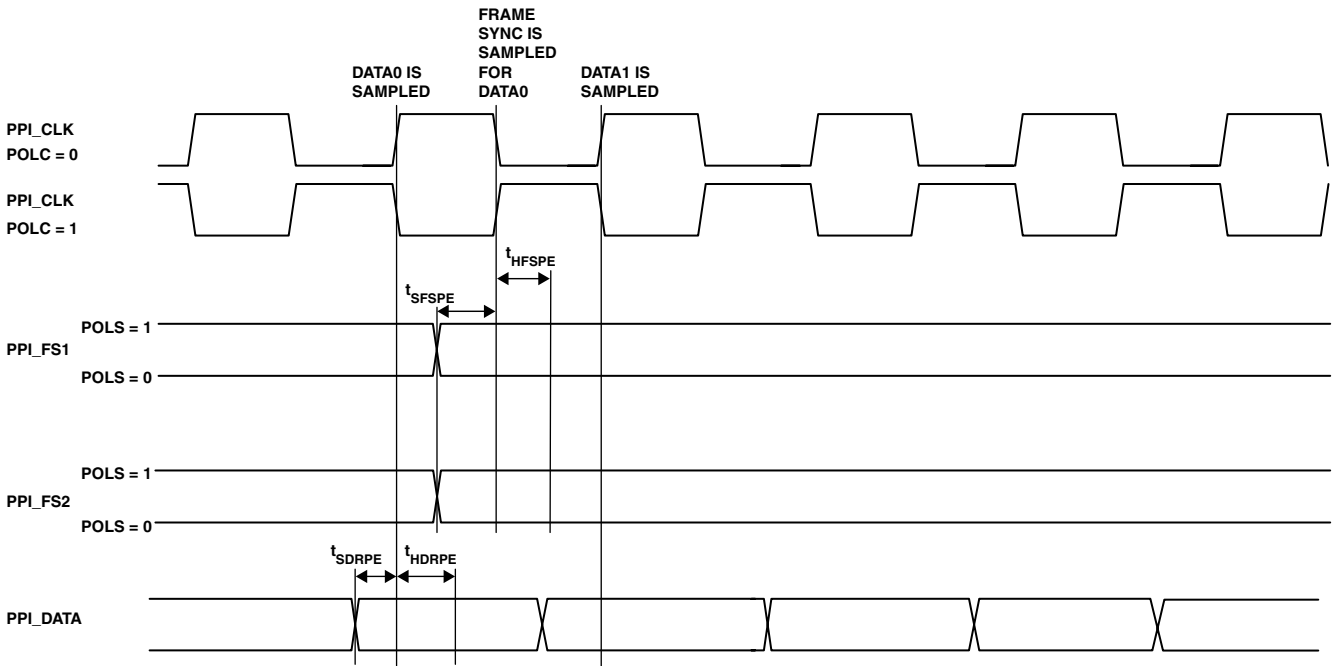 FRAME
SYNC IS
SAMPLED
FOR
DATA0
DATA0 IS
SAMPLED
DATA1 IS
SAMPLED
PPI_CLK
POLC = 0
PPI_CLK
POLC = 1
tHFSPE
tSFSPE
POLS = 1
PPI_FS1
POLS = 0
POLS = 1
PPI_FS2
POLS = 0
tSDRPE
tHDRPE
PPI_DATA